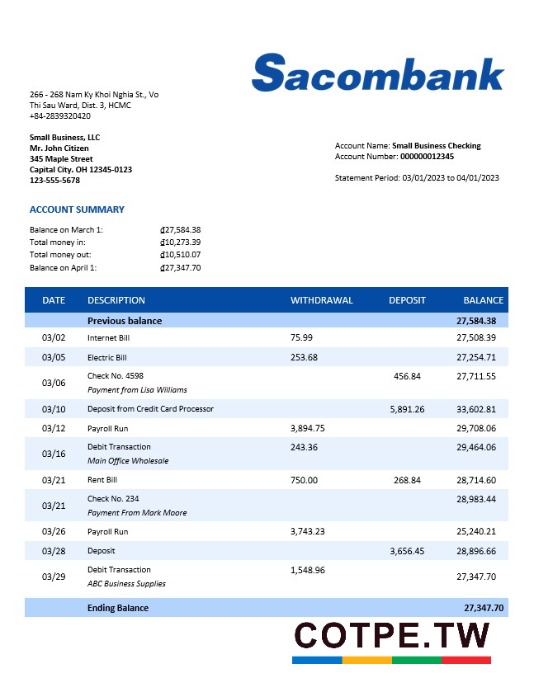 Sacombank
266 - 268 Nam Ky Khoi Nghia St., Vo
Thi Sau Ward, Dist. 3, HCMC
+84-2839320420
Small Business, LLC
Mr. John Citizen
345 Maple Street
Capital City. OH 12345-0123
123-555-5678
Account Name: Small Business Checking
Account Number: 000000012345
Statement Period: 03/01/2023 to 04/01/2023
ACCOUNT SUMMARY
Balance on March 1: ₫27,584.38
Total money in: ₫10,273.39
Total money out: ₫10,510.07
Balance on April 1: ₫27,347.70
DATE DESCRIPTION WITHDRAWAL DEPOSIT BALANCE
Previous balance 27,584.38
03/02 Internet Bill 75.99 27,508.39
03/05 Electric Bill 253.68 27,254.71
03/06 Check No. 4598 456.84 27,711.55
Payment from Lisa Williams
03/10 Deposit from Credit Card Processor 5,891.26 33,602.81
03/12 Payroll Run 3,894.75 29,708.06
03/16 Debit Transaction 243.36 29,464.06
Main Office Wholesale
03/21 Rent Bill 750.00 268.84 28,714.60
03/21 Check No. 234 28,983.44
Payment From Mark Moore
03/26 Payroll Run 3,743.23 25,240.21
03/28 Deposit 3,656.45 28,896.66
03/29 Debit Transaction 1,548.96 27,347.70
ABC Business Supplies
Ending Balance 27,347.70
COTPE.TW